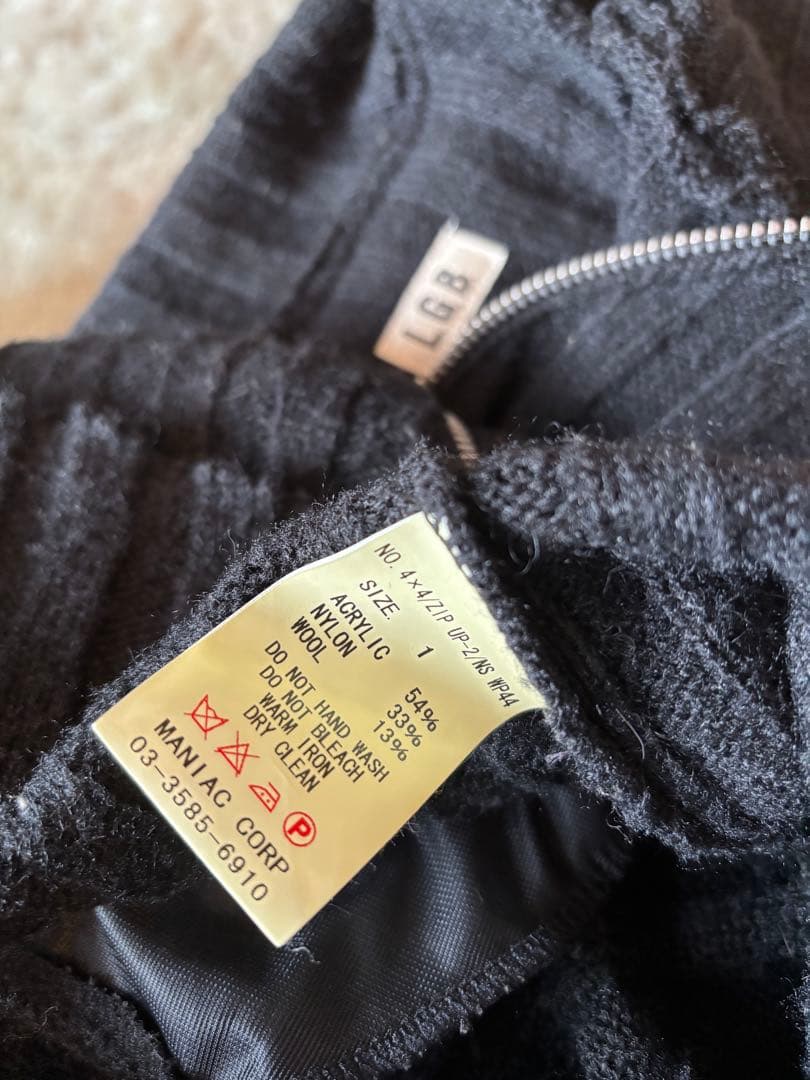 LGB
NO. 4×4/ZIP UP-2/NS WP44
SIZE. 1
ACRYLIC 54%
NYLON 33%
WOOL 13%
DO NOT HAND WASH
DO NOT BLEACH
WARM IRON
DRY CLEAN
P
MANIAC CORP
03-3585-6910